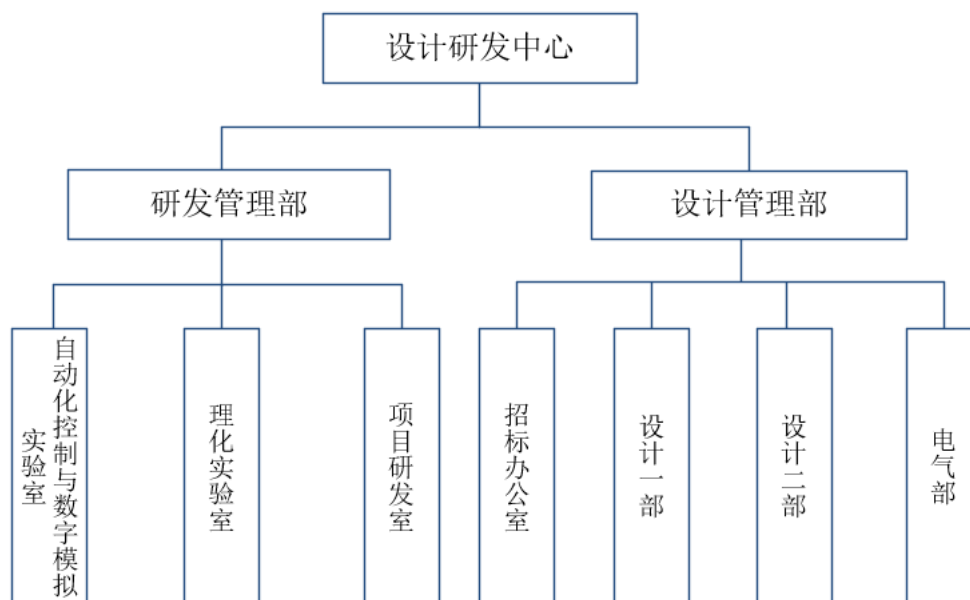 设计研发中心
研发管理部
设计管理部
自动化控制与数字模拟
实验室
理化实验室
项目研发室
招标办公室
设计一部
设计二部
电气部